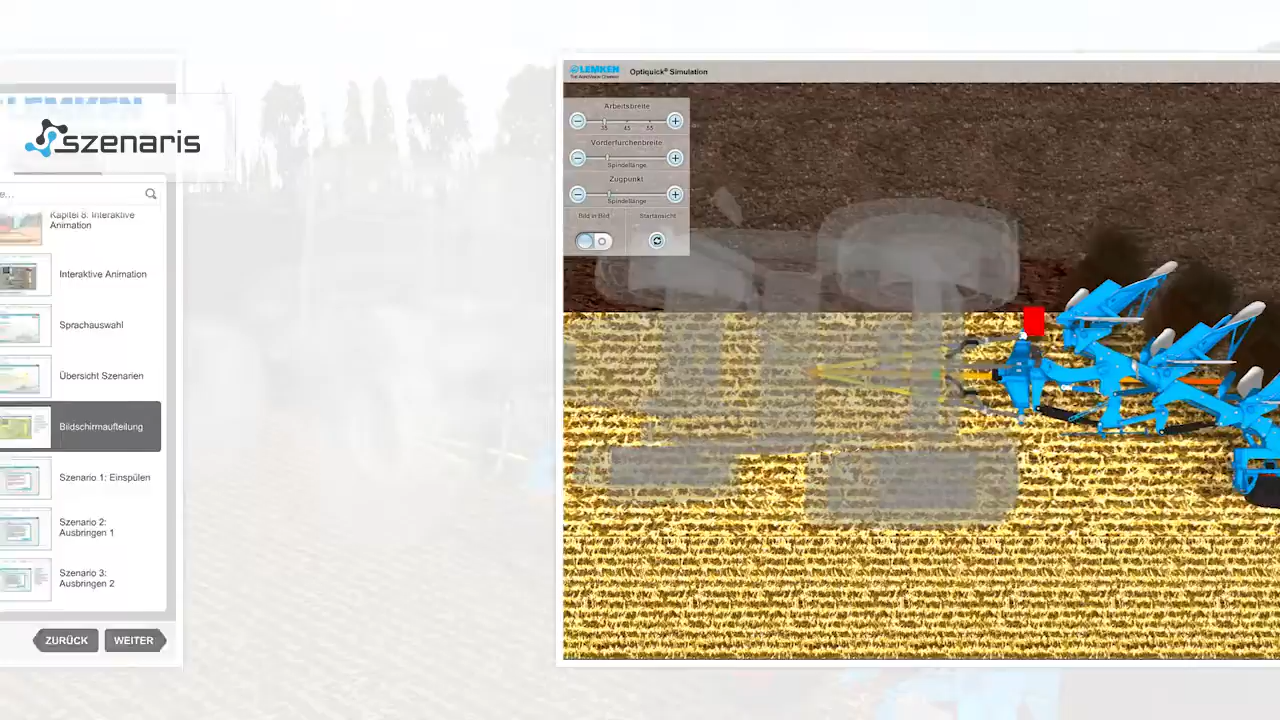 LEMKEN
szenaris
e...
Kapitel 8: Interaktive
Animation
Interaktive Animation
Sprachauswahl
Übersicht Szenarien
Bildschirmaufteilung
Szenario 1: Einspülen
Szenario 2:
Ausbringen 1
Szenario 3:
Ausbringen 2
ZURÜCK
WEITER
LEMKEN
Optiquick® Simulation
Arbeitsbreite
35 45 55
Vorderfurchenbreite
Spindellänge
Zugpunkt
Spindellänge
Bild in Bild
Startansicht